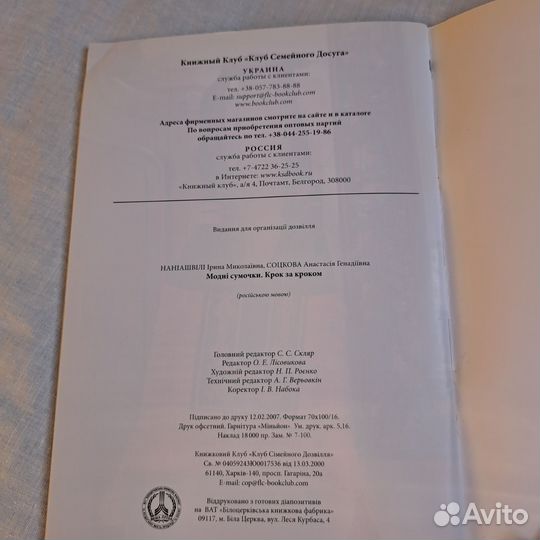 Книжный Клуб «Клуб Семейного Досуга»
УКРАИНА
служба работы с клиентами:
тел. +38-057-783-88-88
E-mail: support@flc-bookclub.com
www.bookclub.com
Адреса фирменных магазинов смотрите на сайте и в каталоге
По вопросам приобретения оптовых партий
обращайтесь по тел. +38-044-255-19-86
РОССИЯ
служба работы с клиентами:
тел. +7-4722 36-25-25
в Интернете: www.ksdbook.ru
"Книжный клуб", а/я 4, Почтамт, Белгород, 308000
Видання для організації дозвілля
НАНІАШВІЛІ Ірина Миколаївна, СОЦКОВА Анастасія Генадіївна
Модні сумочки. Крок за кроком
(російською мовою)
Головний редактор С. С. Скляр
Редактор О. Е. Лісовикова
Художній редактор Н. П. Роєнко
Технічний редактор А. Г. Верьовкін
Коректор І. В. Набока
Підписано до друку 12.02.2007. Формат 70х100/16.
Друк офсетний. Гарнітура «Міньйон». Ум. друк. арк. 5,16.
Наклад 18 000 пр. Зам. № 7-100.
Книжковий Клуб «Клуб Сімейного Дозвілля»
Св. № 04059243Ю0017536 від 13.03.2000
61140, Харків-140, просп. Гагаріна, 20а
E-mail: cop@flc-bookclub.com
Віддруковано з готових діапозитивів
на ВАТ «Білоцерківська книжкова фабрика»
09117, м. Біла Церква, вул. Леся Курбаса, 4
Avito